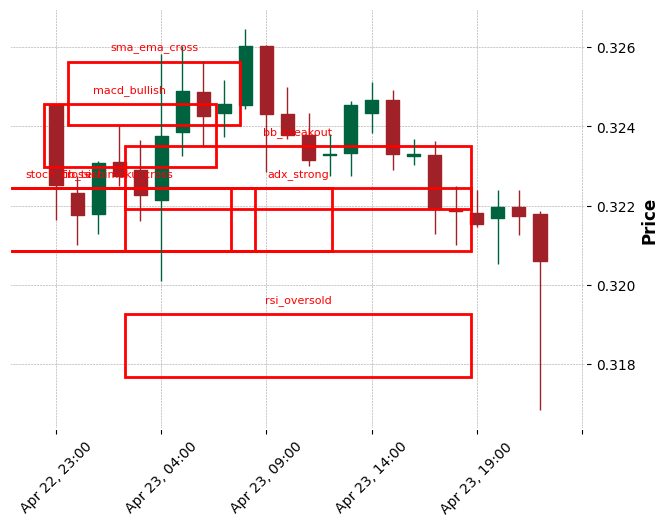 sma_ema_cross
macd_bullish
bb_breakout
adx_strong
rsi_oversold
0.326
0.324
0.322
0.320
0.318
Price
Apr 22, 23:00
Apr 23, 04:00
Apr 23, 09:00
Apr 23, 14:00
Apr 23, 19:00